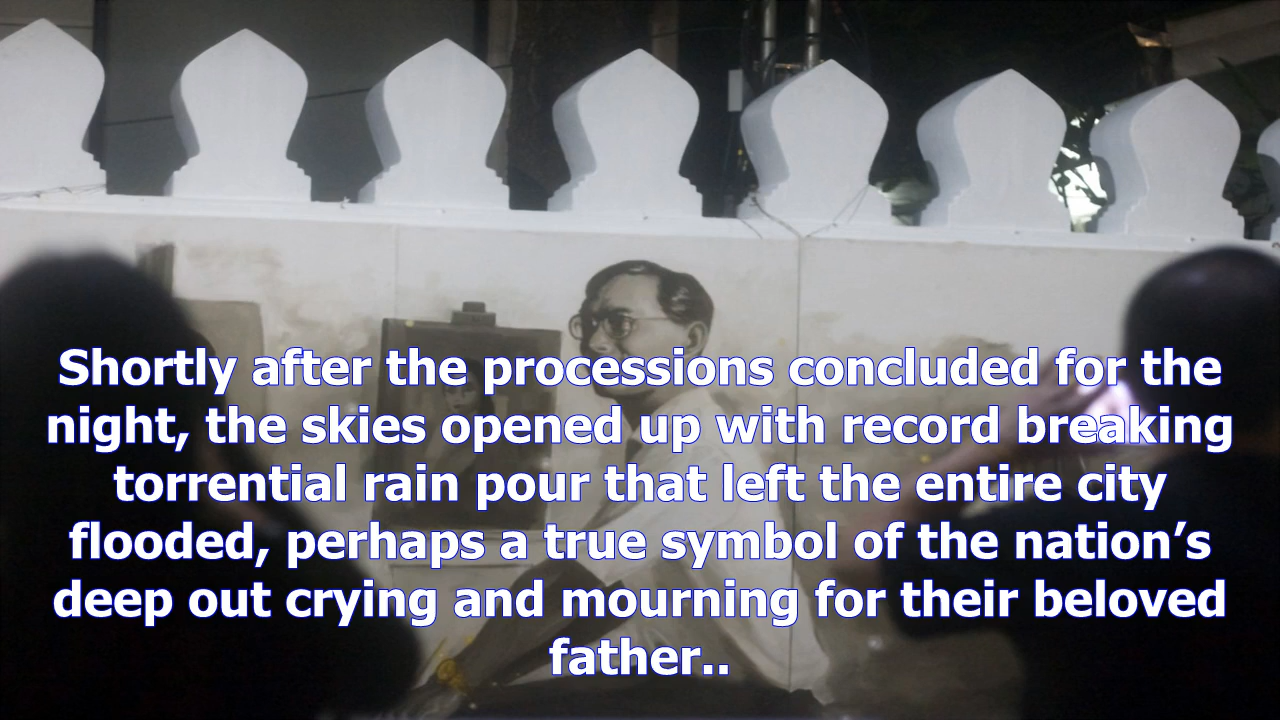 Shortly after the processions concluded for the
night, the skies opened up with record breaking
torrential rain pour that left the entire city
flooded, perhaps a true symbol of the nation’s
deep out crying and mourning for their beloved
father..